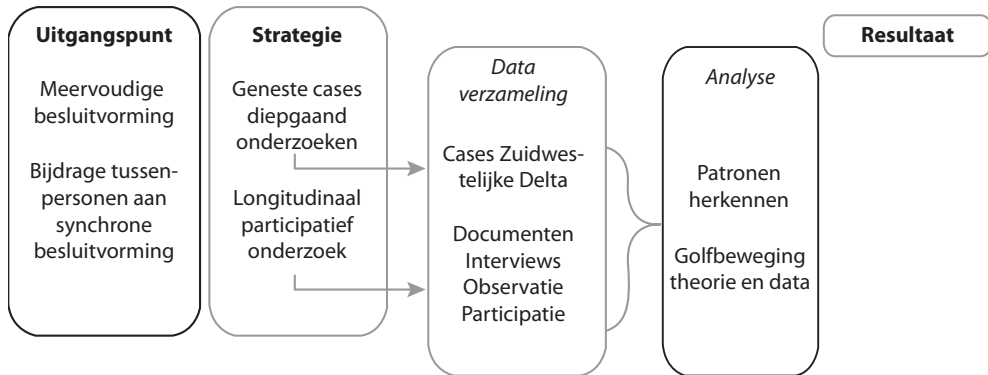 Uitgangspunt
Meervoudige
besluitvorming
Bijdrage tussen-
personen aan
synchrone
besluitvorming
Strategie
Geneste cases
diepgaand
onderzoeken
Longitudinaal
participatief
onderzoek
Data
verzameling
Cases Zuidwes-
telijke Delta
Documenten
Interviews
Observatie
Participatie
Analyse
Patronen
herkennen
Golfbeweging
theorie en data
Resultaat